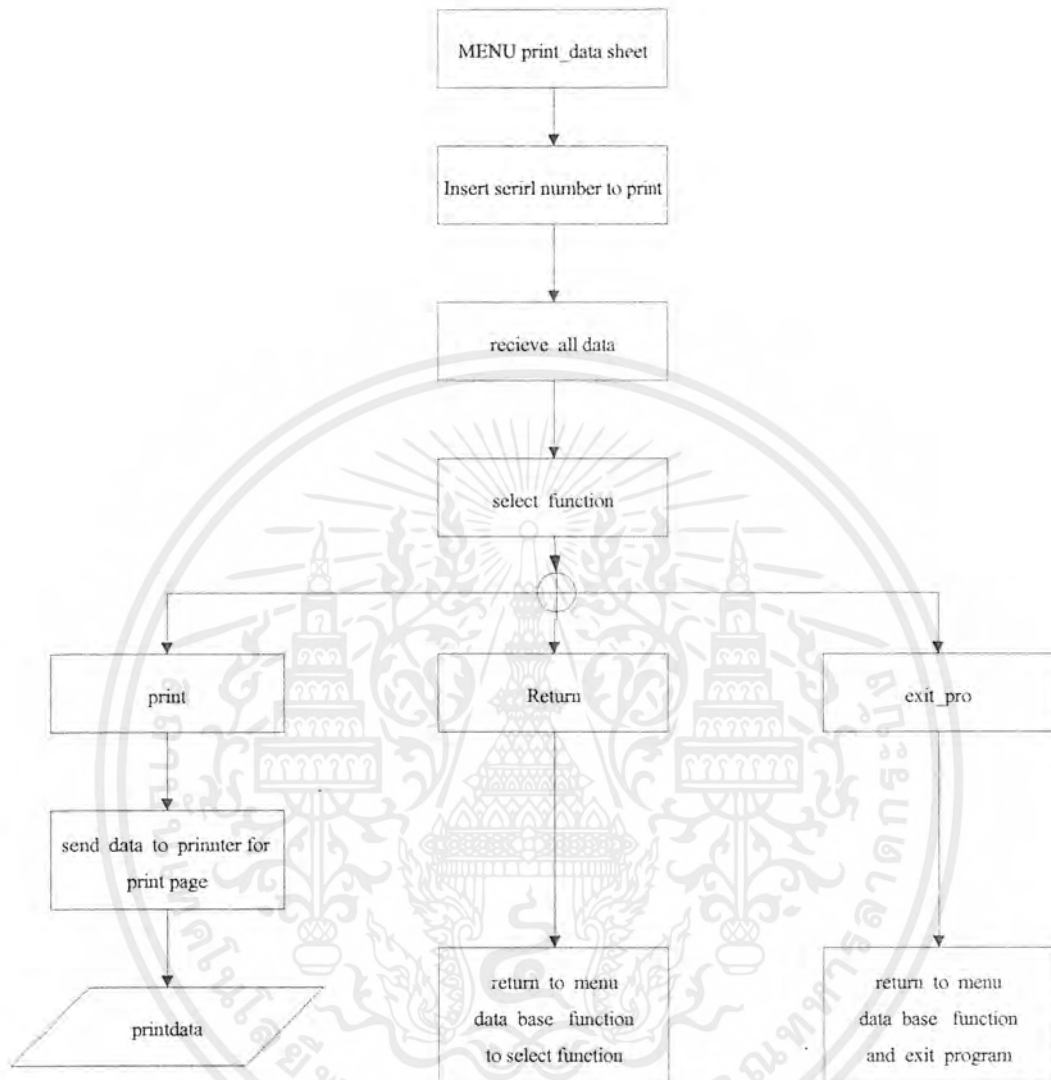 MENU print_data sheet
Insert serirl number to print
recieve all data
select function
print
Return
exit_pro
send data to prinnter for
print page
printdata
return to menu
data base function
to select function
return to menu
data base function
and exit program